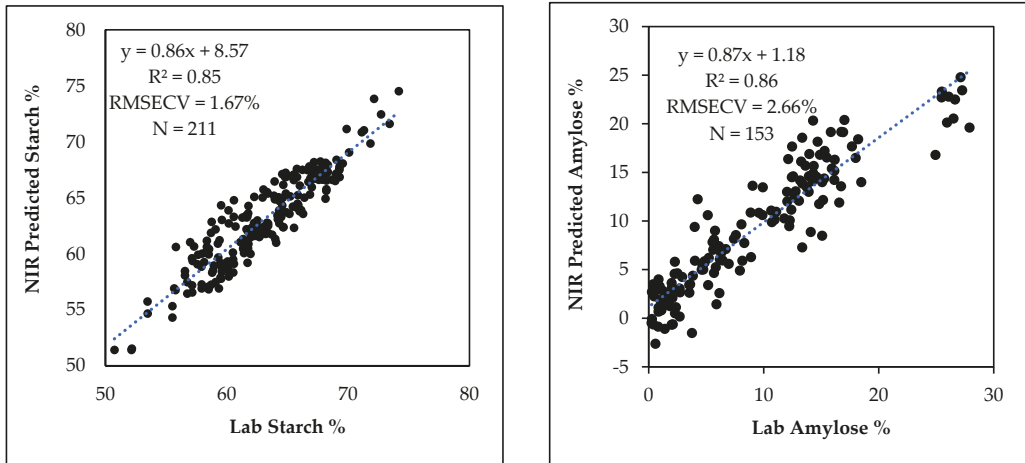 80
75
70
65
60
55
50
50
60
70
80
NIR Predicted Starch %
Lab Starch %
y = 0.86x + 8.57
R² = 0.85
RMSECV = 1.67%
N = 211
30
25
20
15
10
5
0
-5
0
10
20
30
NIR Predicted Amylose %
Lab Amylose %
y = 0.87x + 1.18
R² = 0.86
RMSECV = 2.66%
N = 153